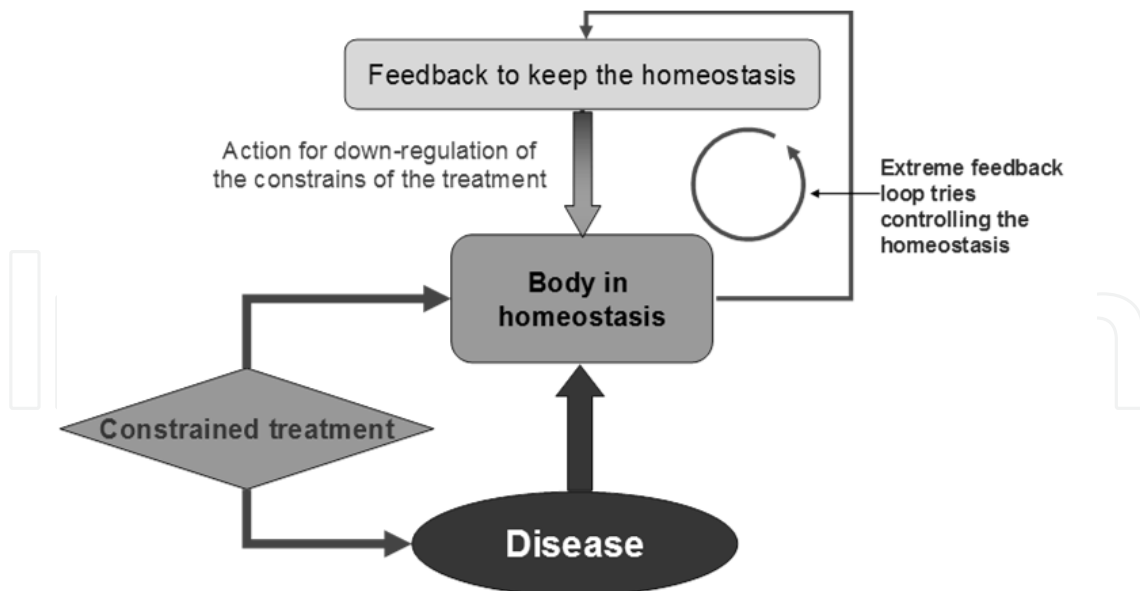 Feedback to keep the homeostasis
Action for down-regulation of
the constrains of the treatment
Extreme feedback
loop tries
controlling the
homeostasis
Body in
homeostasis
Constrained treatment
Disease